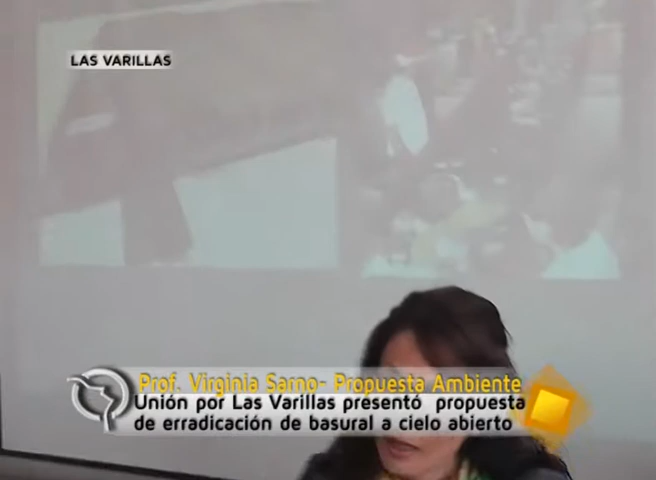 LAS VARILLAS
Prof. Virginia Sarno- Propuesta Ambiente
Unión por Las Varillas presentó propuesta
de erradicación de basural a cielo abierto